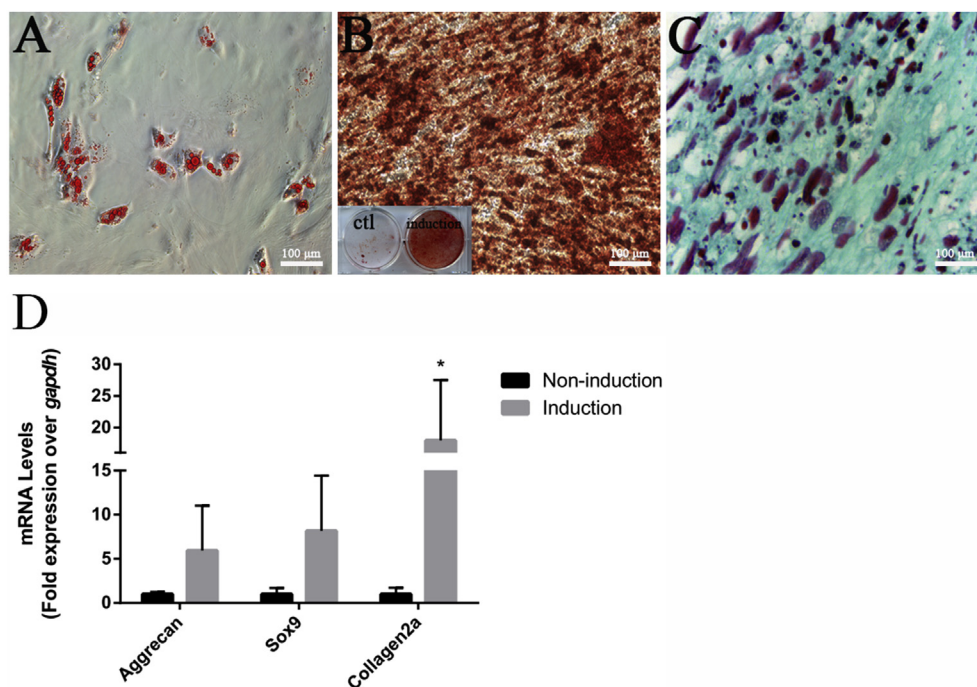 A B C
100 μm
ctl induction
100 μm
100 μm
D
mRNA Levels
(Fold expression over gapdh)
30
25
20
15
10
5
0
*
Non-induction
Induction
Aggrecan
Sox9
Collagen2a